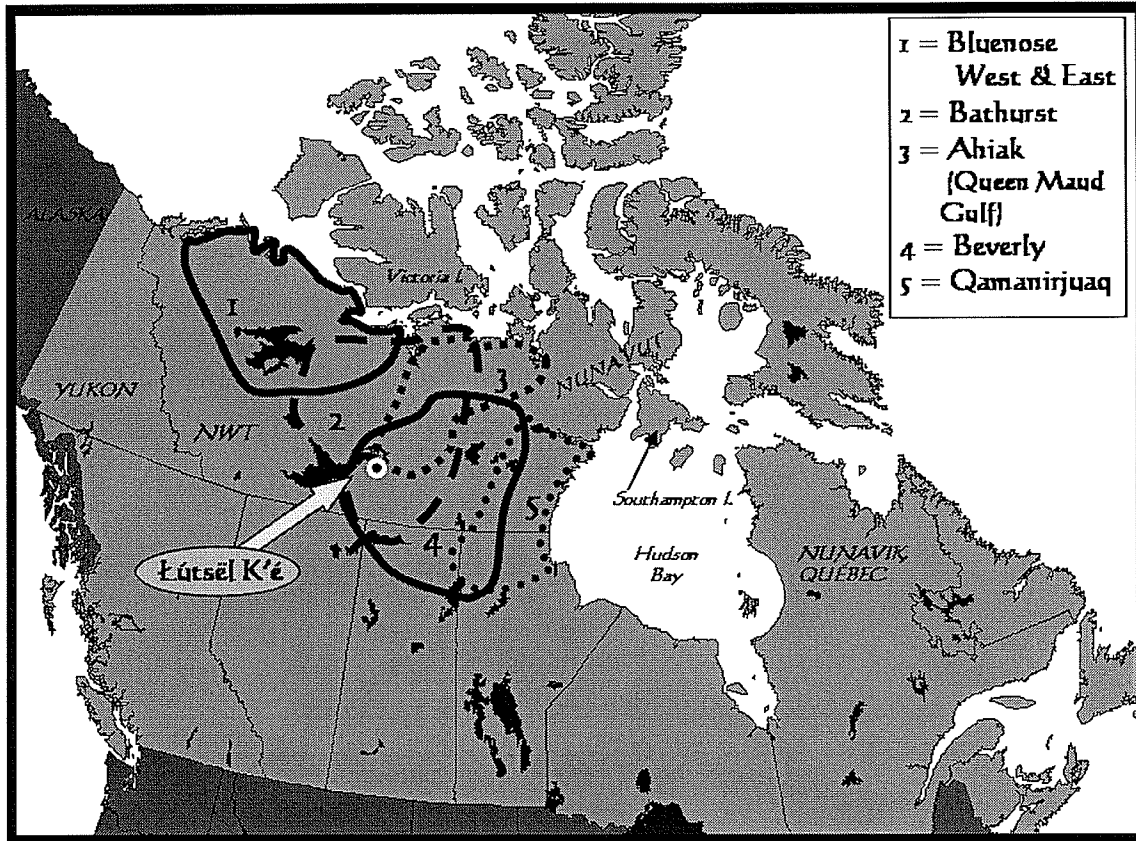 1 = Bluenose
West & East
2 = Bathurst
3 = Ahiak
(Queen Maud
Gulf)
4 = Beverly
5 = Qamanirjuaq
ALASKA
Victoria I.
1
YUKON
NWT
2
3
NUNAVUT
Southampton I.
5
4
Hudson
Bay
NUNAVIK
QUÉBEC
Łútsël K'é